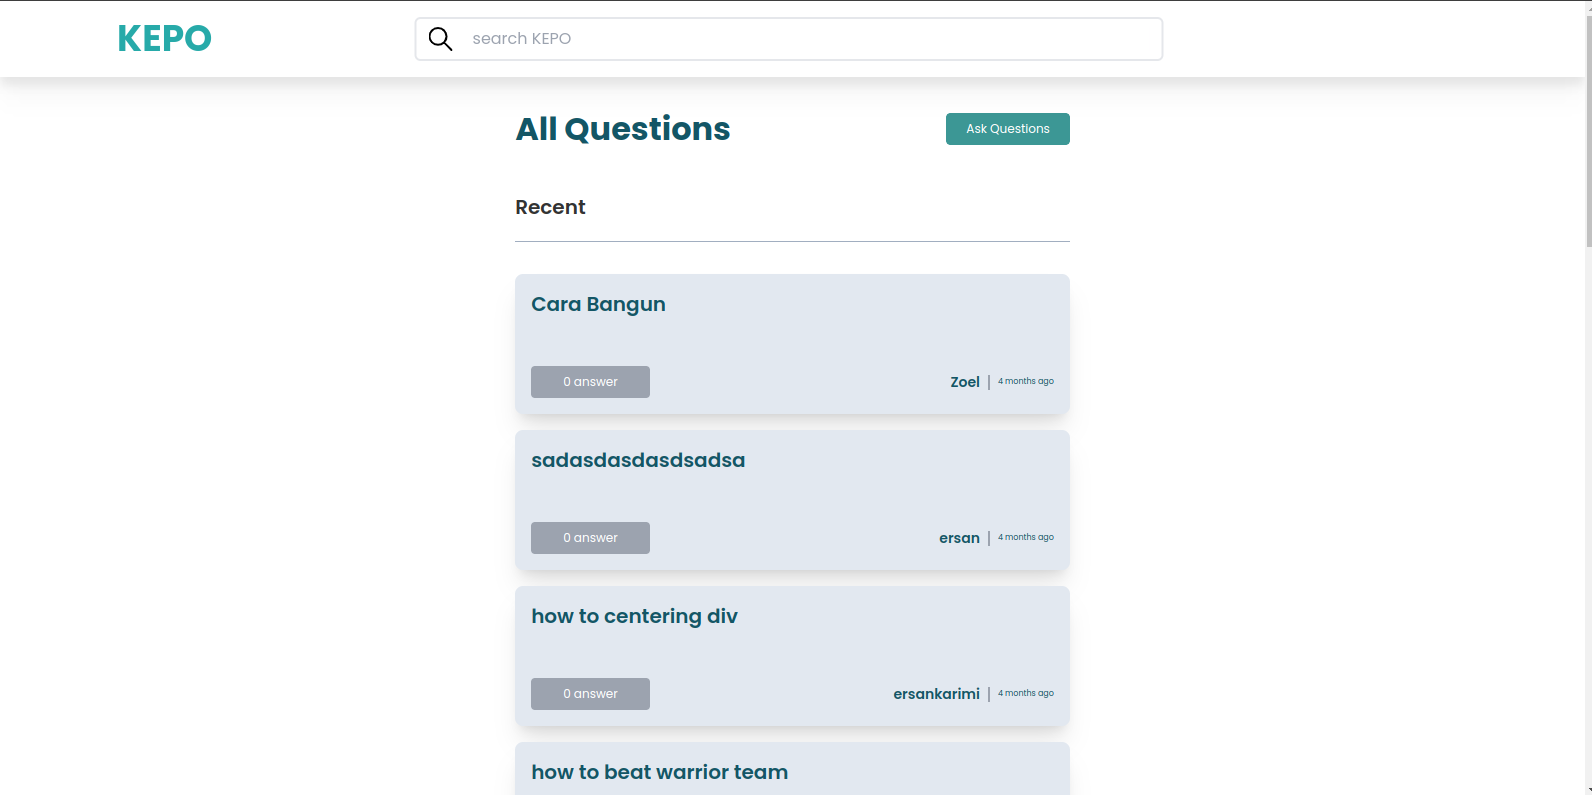 KEPO
search KEPO
All Questions
Ask Questions
Recent
Cara Bangun
0 answer
Zoel | 4 months ago
sadasdasdasdsadsa
0 answer
ersan | 4 months ago
how to centering div
0 answer
ersankarimi | 4 months ago
how to beat warrior team